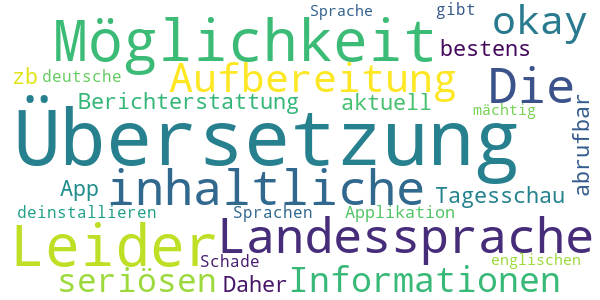 Sprache gibt okay
Möglichkeit bestens
zb deutsche Aufbereitung Die
Berichterstattung aktuell mächtig abrufbar
Übersetzung
App inhaltliche Tagesschau
deinstallieren Sprachen Applikation
Leider Landessprache
Schade englischen
seriösen Daher Informationen